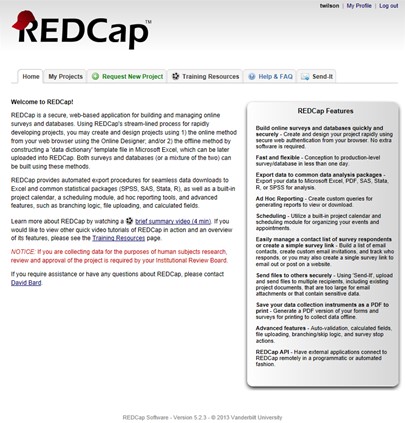 twilson | My Profile | Log out
REDCap™
Home
My Projects
Request New Project
Training Resources
Help & FAQ
Send-It
Welcome to REDCap!
REDCap is a secure, web-based application for building and managing online
surveys and databases. Using REDCap's stream-lined process for rapidly
developing projects, you may create and design projects using 1) the online method
from your web browser using the Online Designer; and/or 2) the offline method by
constructing a 'data dictionary' template file in Microsoft Excel, which can be later
uploaded into REDCap. Both surveys and databases (or a mixture of the two) can
be built using these methods.
REDCap provides automated export procedures for seamless data downloads to
Excel and common statistical packages (SPSS, SAS, Stata, R), as well as a built-in
project calendar, a scheduling module, ad hoc reporting tools, and advanced
features, such as branching logic, file uploading, and calculated fields.
Learn more about REDCap by watching a brief summary video (4 min). If you
would like to view other quick video tutorials of REDCap in action and an overview
of its features, please see the Training Resources page.
NOTICE: If you are collecting data for the purposes of human subjects research,
review and approval of the project is required by your Institutional Review Board.
If you require assistance or have any questions about REDCap, please contact
David Bard.
REDCap Features
Build online surveys and databases quickly and
securely - Create and design your project rapidly using
secure web authentication from your browser. No extra
software is required.
Fast and flexible - Conception to production-level
survey/database in less than one day.
Export data to common data analysis packages -
Export your data to Microsoft Excel, PDF, SAS, Stata,
R, or SPSS for analysis.
Ad Hoc Reporting - Create custom queries for
generating reports to view or download.
Scheduling - Utilize a built-in project calendar and
scheduling module for organizing your events and
appointments.
Easily manage a contact list of survey respondents
or create a simple survey link - Build a list of email
contacts, create custom email invitations, and track who
responds, or you may also create a single survey link to
email out or post on a website.
Send files to others securely - Using 'Send-It', upload
and send files to multiple recipients, including existing
project documents, that are too large for email
attachments or that contain sensitive data.
Save your data collection instruments as a PDF to
print - Generate a PDF version of your forms and
surveys for printing to collect data offline.
Advanced features - Auto-validation, calculated fields,
file uploading, branching/skip logic, and survey stop
actions.
REDCap API - Have external applications connect to
REDCap remotely in a programmatic or automated
fashion.
REDCap Software - Version 5.2.3 - © 2013 Vanderbilt University